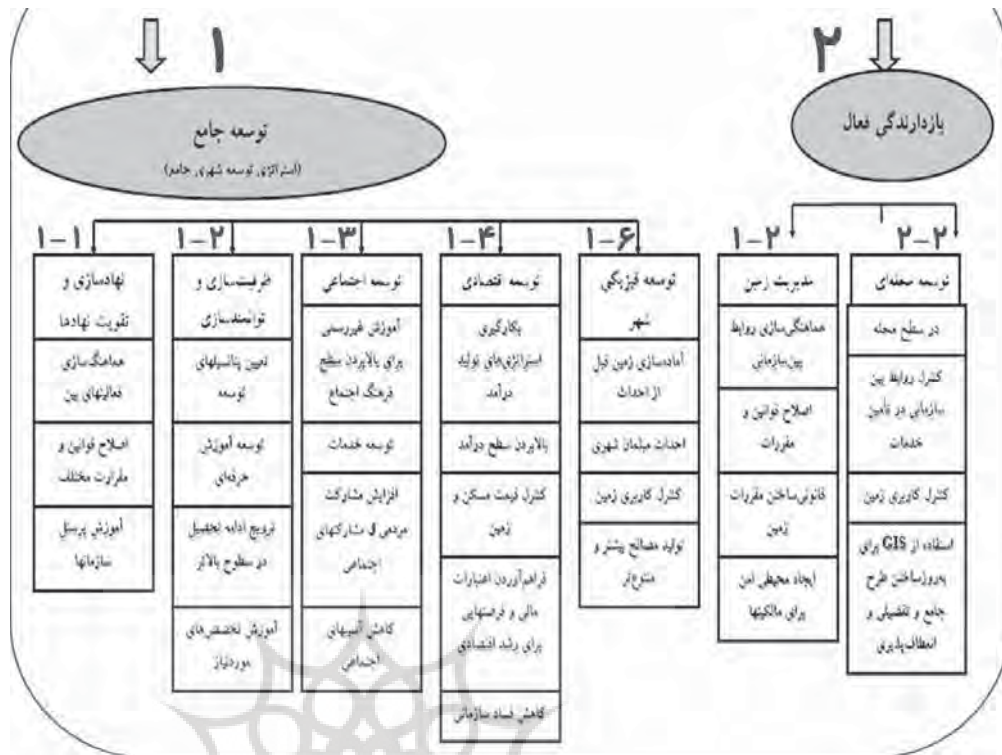 ۱
توسعه جامع
(استراتژی توسعه شهری جامع)
۱-۱
نهادسازی و
تقویت نهادها
هماهنگ‌سازی
فعالیتهای بین
اصلاح قوانین و
مقرارت مختلف
آموزش پرسنل
سازمانها
۱-۲
ظرفیت‌سازی و
توانمندسازی
تعیین پتانسیلهای
توسعه
توسعه آموزش
حرفه‌ای
ترویج ادامه تحصیل
در سطوح بالاتر
آموزش تخصص‌های
موردنیاز
۱-۳
توسعه اجتماعی
آموزش غیررسمی
برای بالابردن سطح
فرهنگ اجتماع
توسعه خدمات
افزایش مشارکت
مردمی و مشارکتهای
اجتماعی
کاهش آسیبهای
اجتماعی
۱-۴
توسعه اقتصادی
بکارگیری
استراتژی‌های تولید
درآمد
بالابردن سطح درآمد
کنترل قیمت مسکن و
زمین
فراهم‌آوردن اعتبارات
مالی و فرصتهایی
برای رشد اقتصادی
کاهش فساد سازمانی
۱-۶
توسعه فیزیکی
شهر
آماده‌سازی زمین قبل
از احداث
احداث مبلمان شهری
کنترل کاربری زمین
تولید مصالح بیشتر و
متنوع‌تر
۲
بازدارندگی فعال
۱-۲
مدیریت زمین
هماهنگی‌سازی روابط
بین‌سازمانی
اصلاح قوانین و
مقررات
قانونی‌ساختن مقررات
زمین
ایجاد محیطی امن
برای مالکیتها
۲-۲
توسعه محله‌ای
در سطح محله
کنترل روابط بین
سازمانی در تأمین
خدمات
کنترل کاربری زمین
استفاده از GIS برای
به‌روزساختن طرح
جامع و تفضیلی و
انعطاف‌پذیری